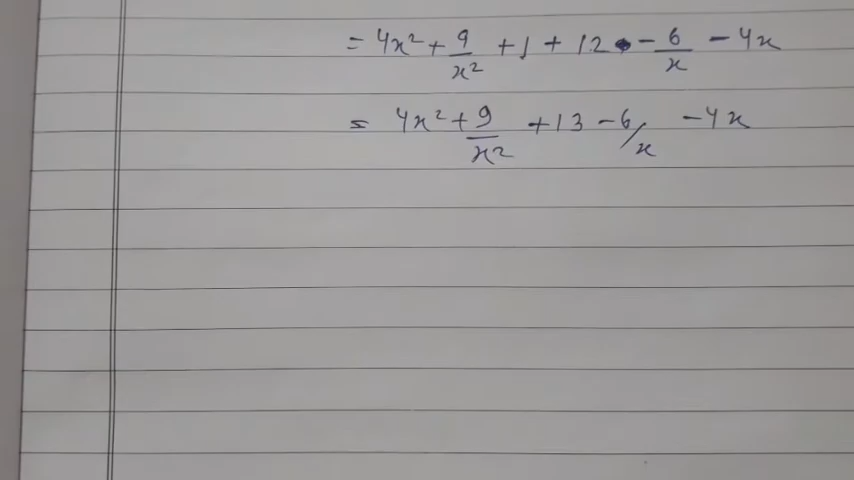 = 4x² + 9/x² + 1 + 12 - 6/x - 4x
= 4x² + 9/x² + 13 - 6/x - 4x